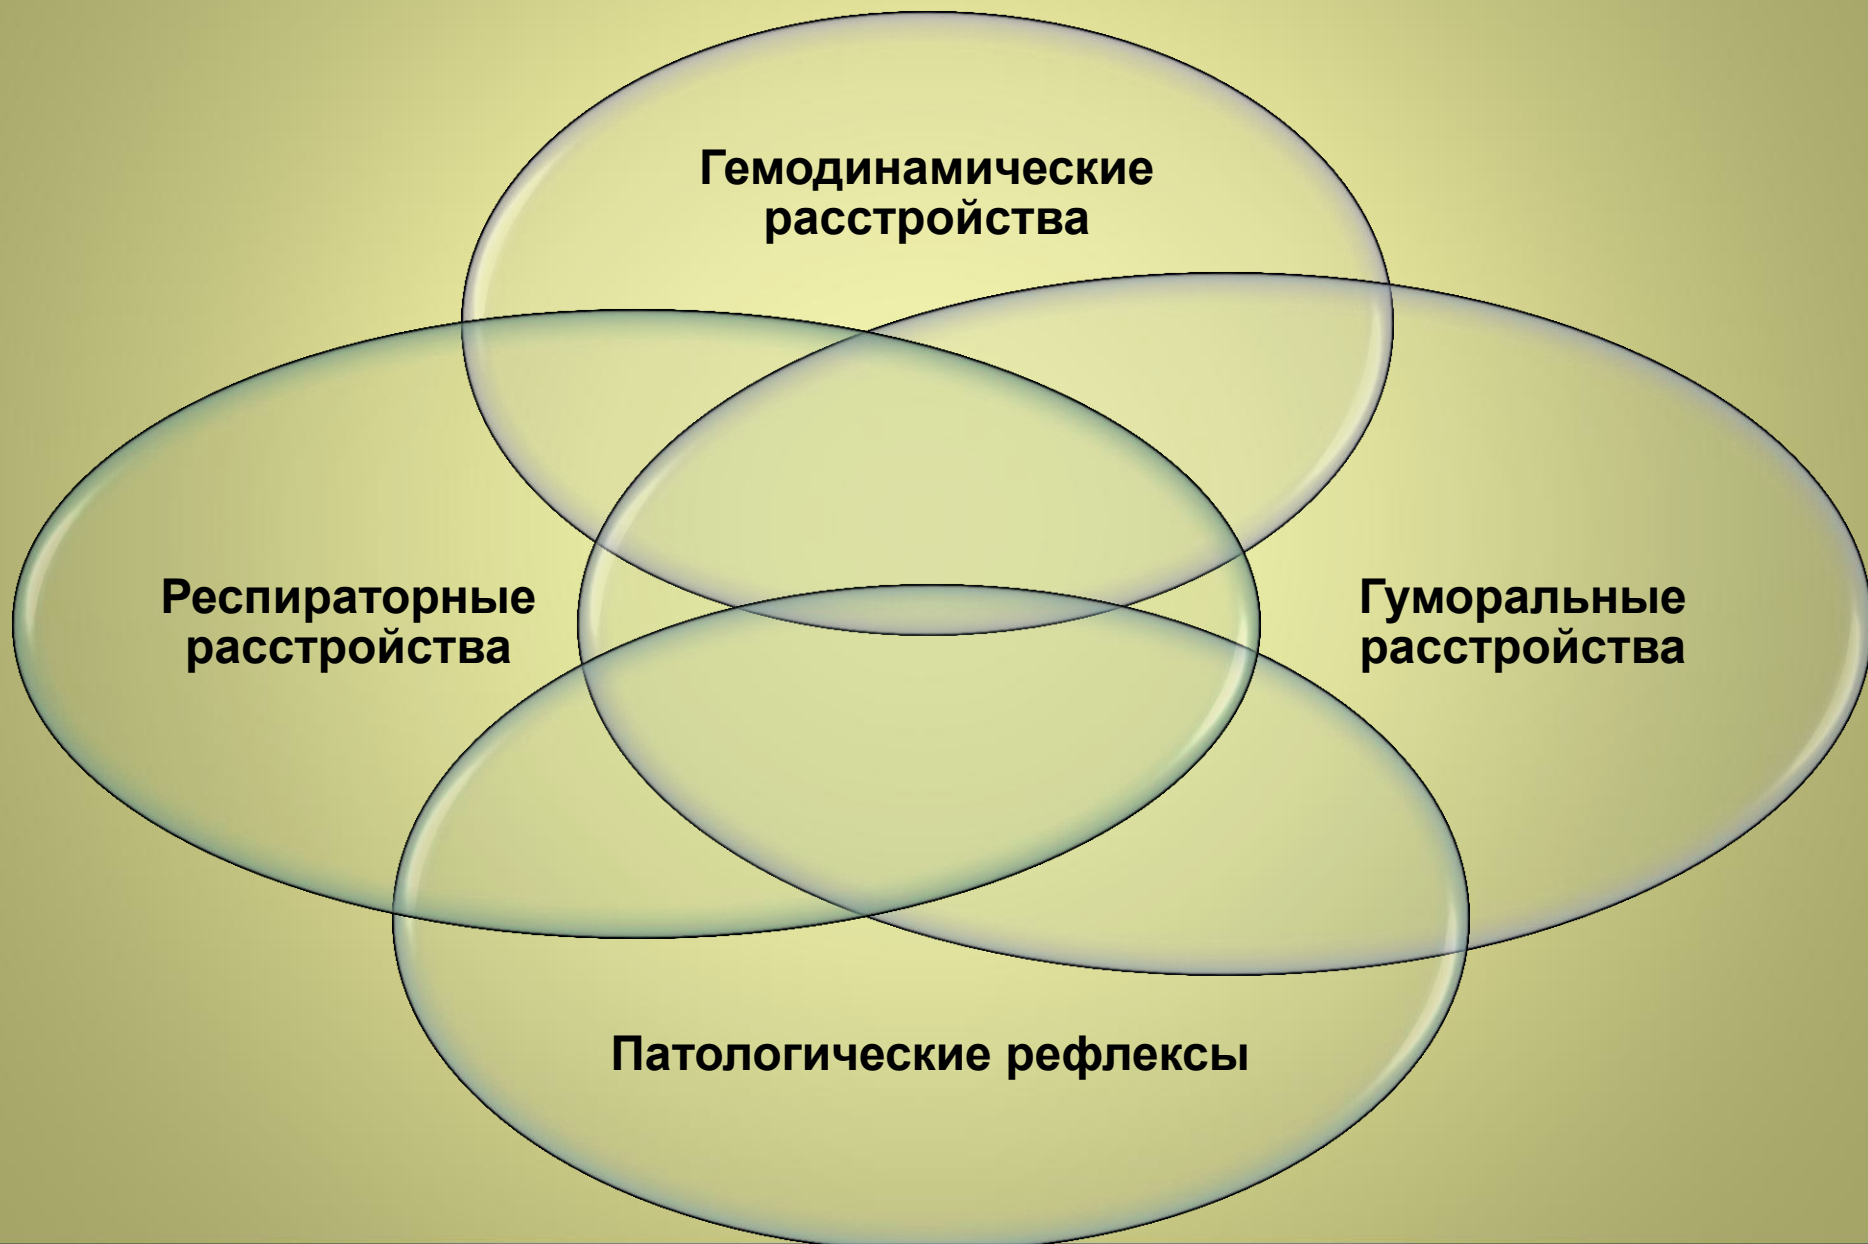 Гемодинамические
расстройства
Респираторные
расстройства
Гуморальные
расстройства
Патологические рефлексы